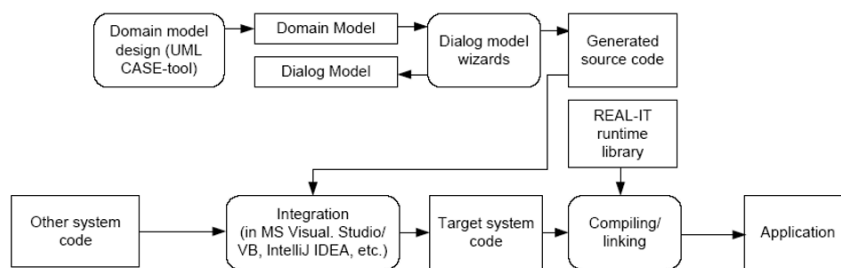 Domain model
design (UML
CASE-tool)
Domain Model
Dialog Model
Dialog model
wizards
Generated
source code
REAL-IT
runtime
library
Other system
code
Integration
(in MS Visual. Studio/
VB, IntelliJ IDEA, etc.)
Target system
code
Compiling/
linking
Application